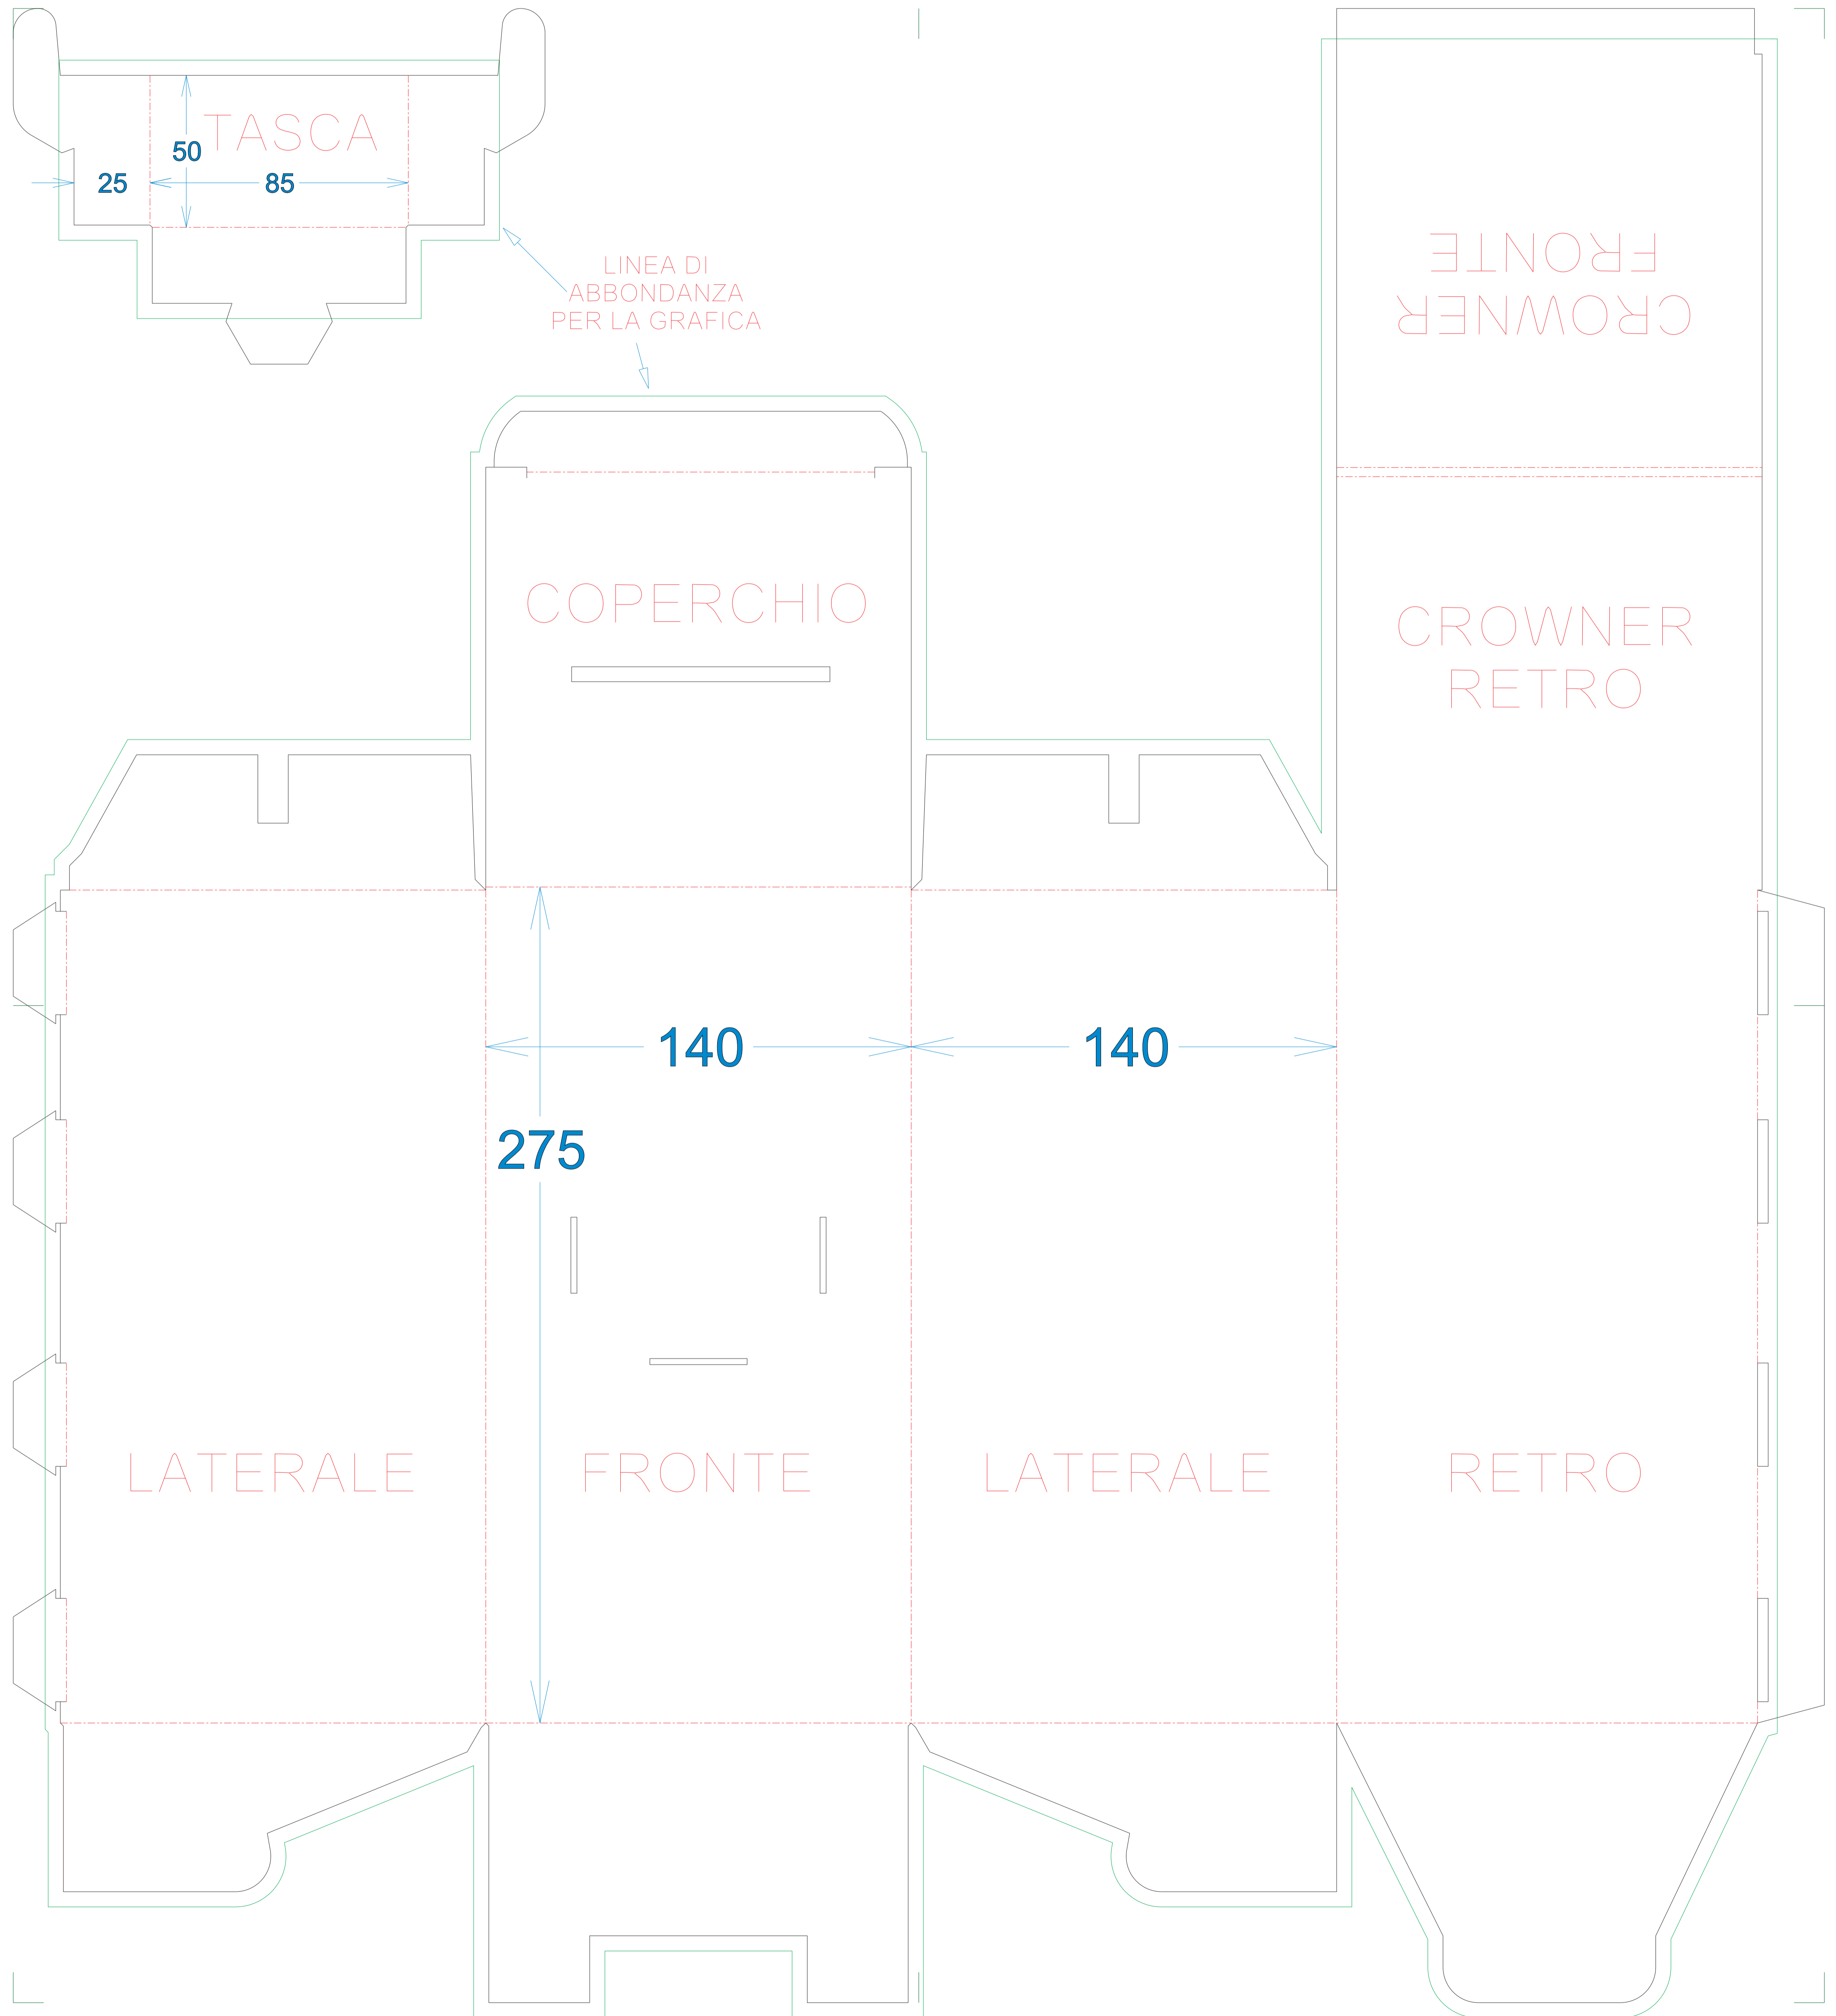 TASCA
50
25
85
LINEA DI
ABBONDANZA
PER LA GRAFICA
CROWNER
FRONTE
COPERCHIO
CROWNER
RETRO
140
140
275
LATERALE
FRONTE
LATERALE
RETRO